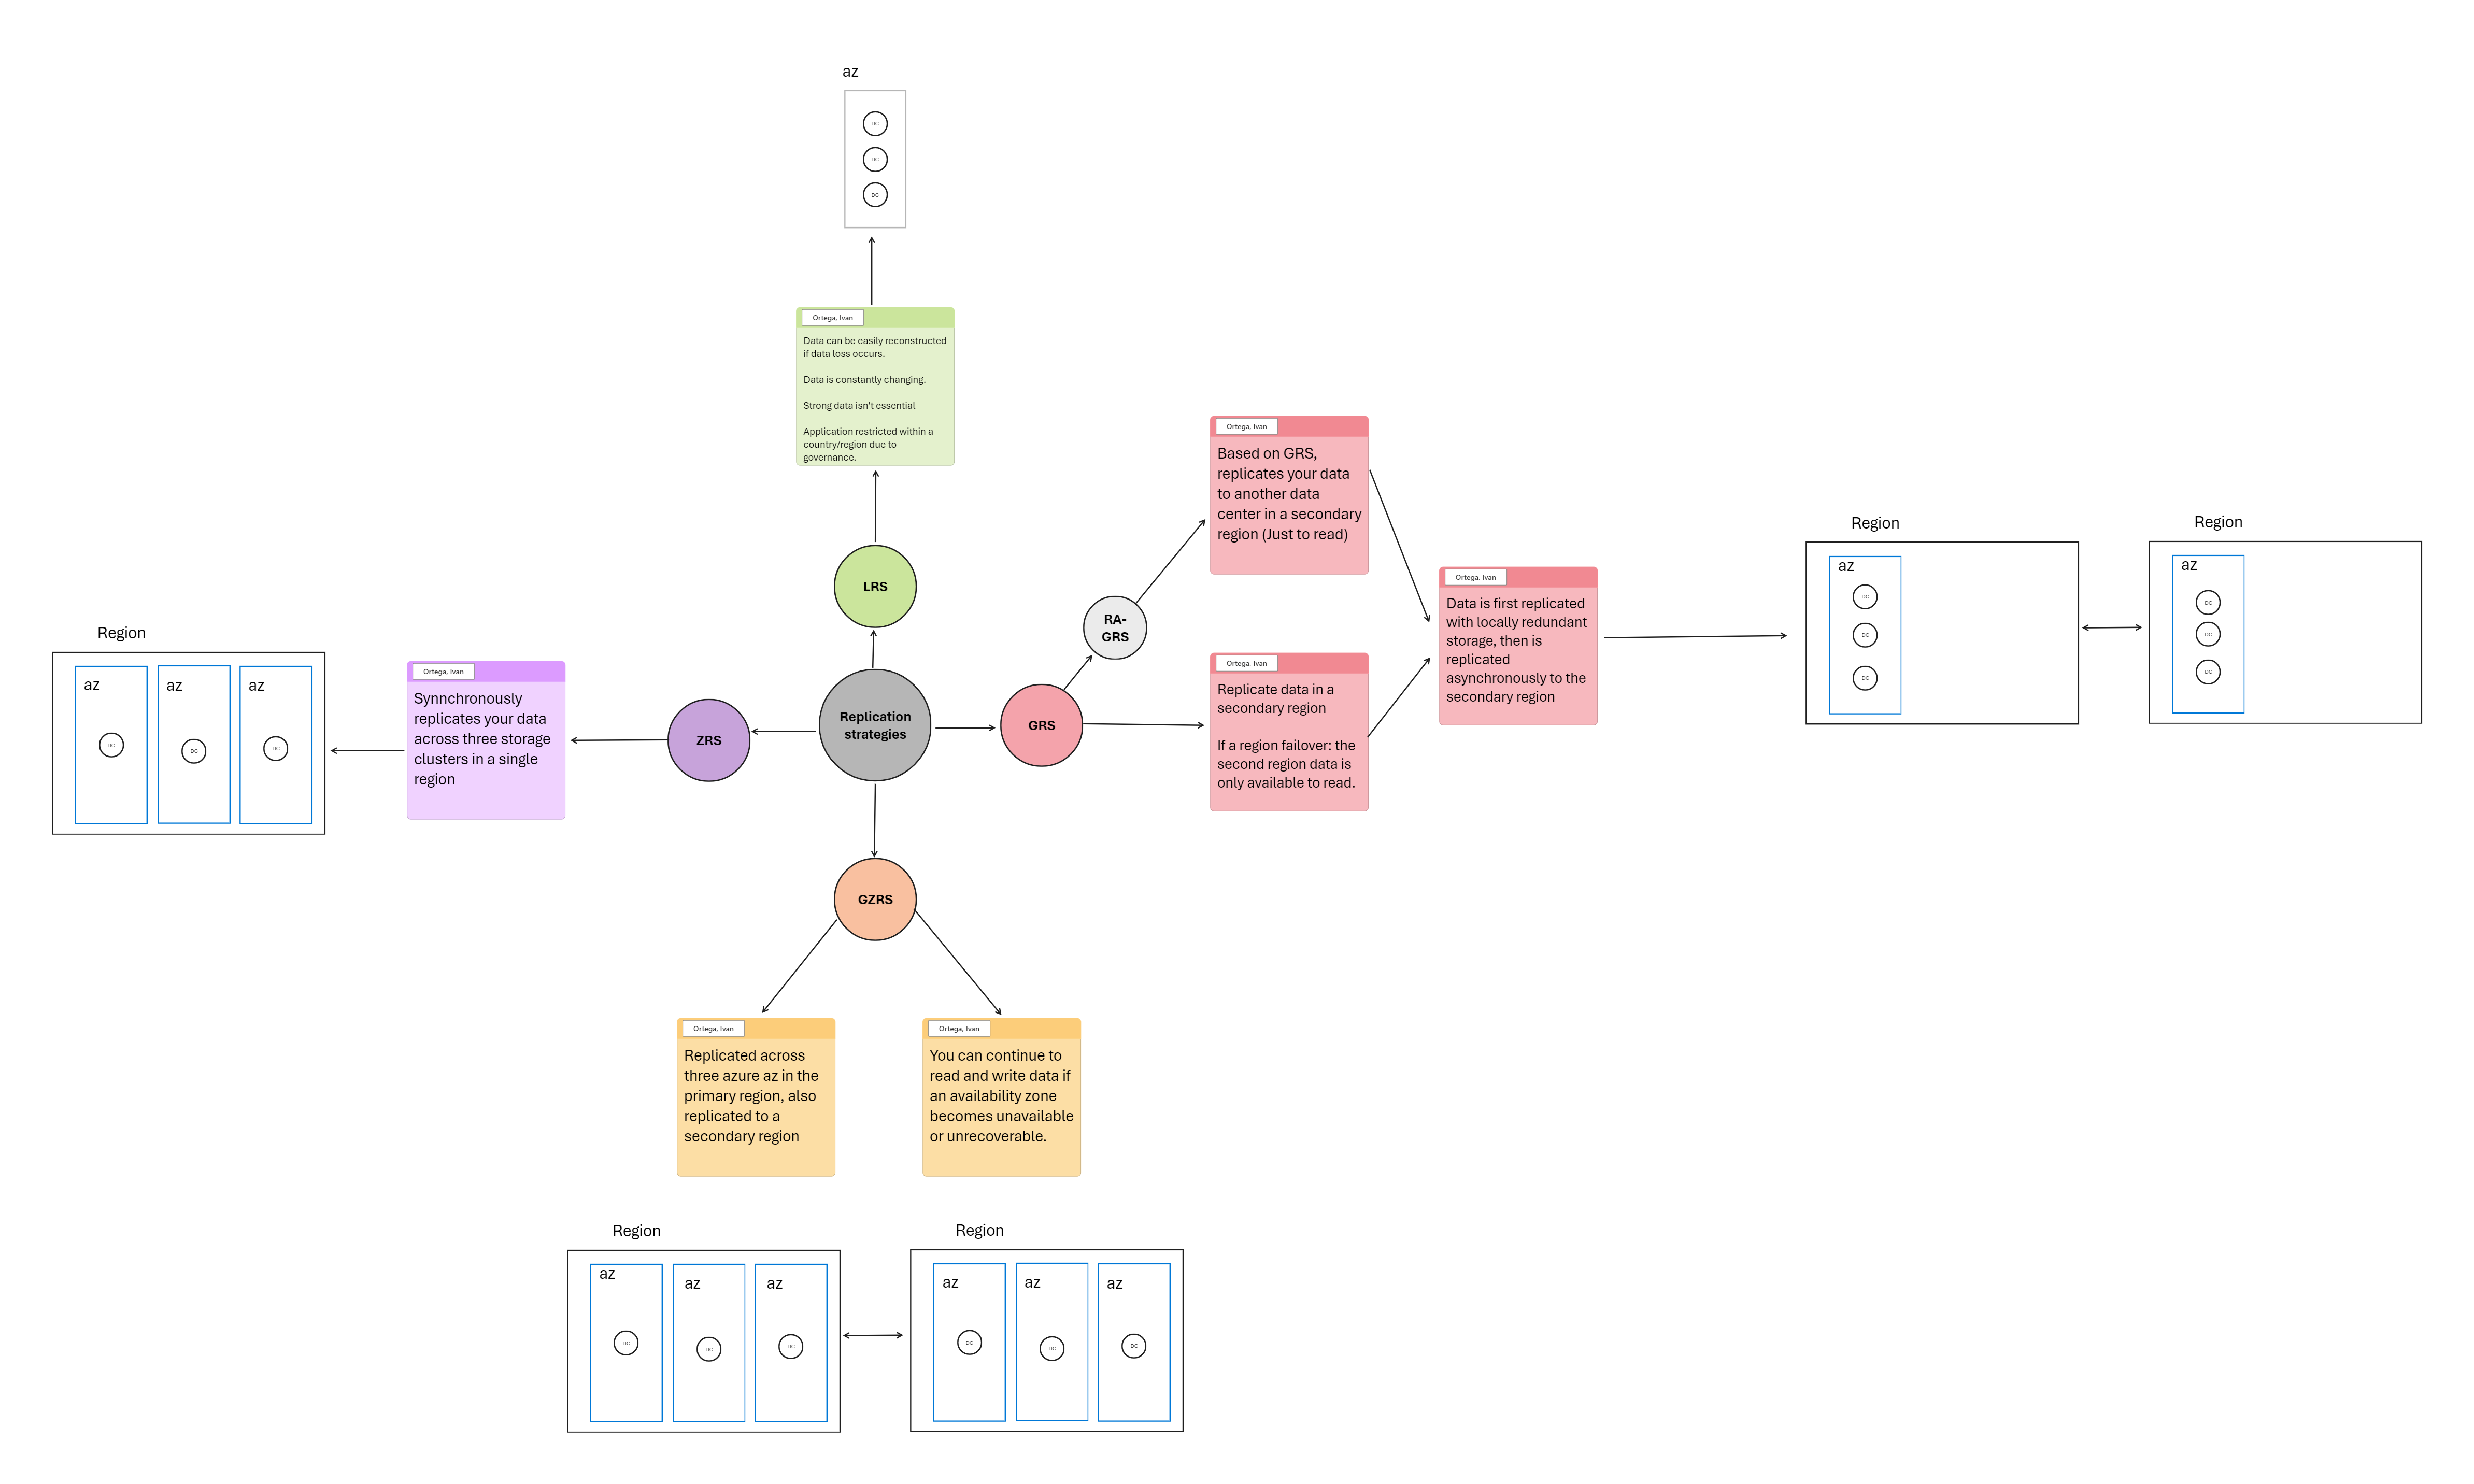 az
DC
DC
DC
Ortega, Ivan
Data can be easily reconstructed
if data loss occurs.
Data is constantly changing.
Strong data isn't essential
Application restricted within a
country/region due to
governance.
LRS
Replication
strategies
ZRS
Ortega, Ivan
Synnchronously
replicates your data
across three storage
clusters in a single
region
Region
az
az
az
DC
DC
DC
GRS
RA-
GRS
Ortega, Ivan
Based on GRS,
replicates your data
to another data
center in a secondary
region (Just to read)
Ortega, Ivan
Replicate data in a
secondary region
If a region failover: the
second region data is
only available to read.
Ortega, Ivan
Data is first replicated
with locally redundant
storage, then is
replicated
asynchronously to the
secondary region
Region
az
DC
DC
DC
Region
az
DC
DC
DC
GZRS
Ortega, Ivan
Replicated across
three azure az in the
primary region, also
replicated to a
secondary region
Ortega, Ivan
You can continue to
read and write data if
an availability zone
becomes unavailable
or unrecoverable.
Region
az
az
az
DC
DC
DC
Region
az
az
az
DC
DC
DC